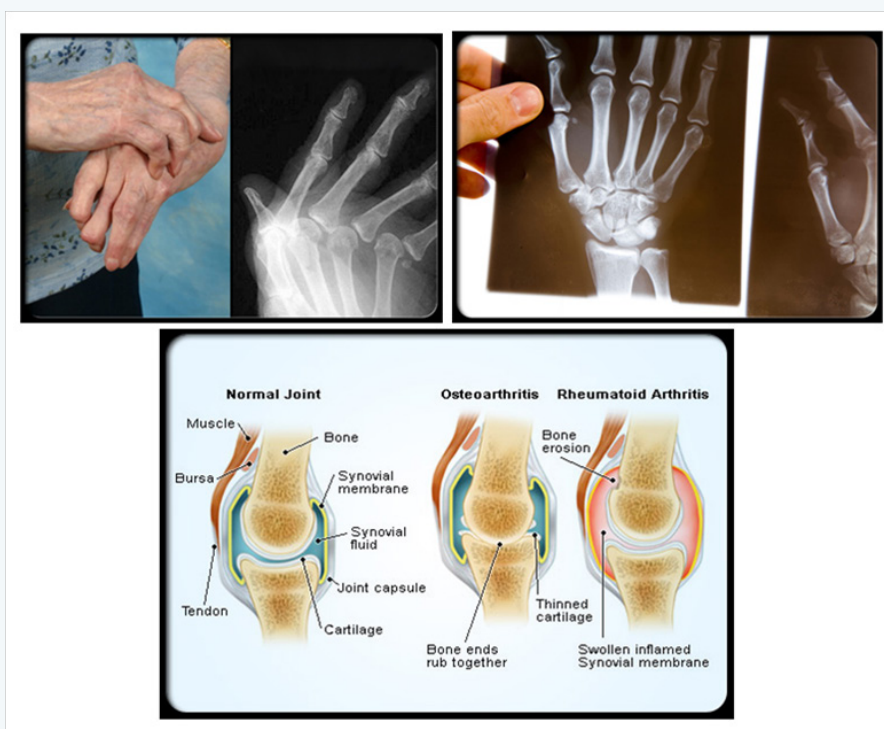 Normal Joint
Osteoarthritis
Rheumatoid Arthritis
Muscle
Bone
Bursa
Synovial
membrane
Synovial
fluid
Joint capsule
Tendon
Cartilage
Bone
erosion
Thinned
cartilage
Bone ends
rub together
Swollen inflamed
Synovial membrane